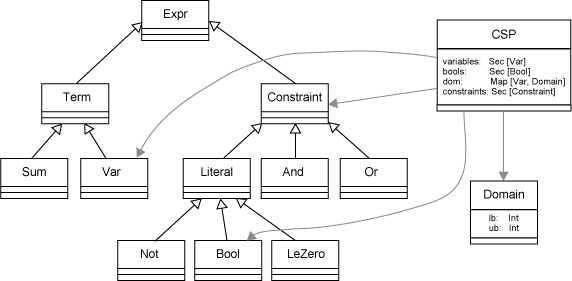 Expr
CSP
variables: Sec [Var]
bools: Sec [Bool]
dom: Map [Var, Domain]
constraints: Sec [Constraint]
Term
Constraint
Sum
Var
Literal
And
Or
Domain
lb: Int
ub: Int
Not
Bool
LeZero